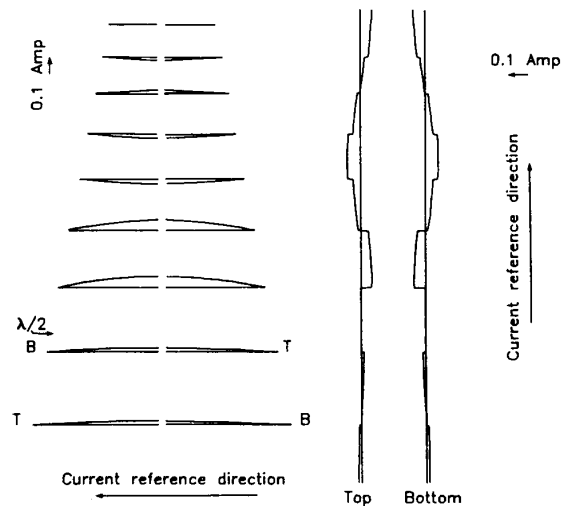 0.1 Amp
0.1 Amp
Current reference direction
λ/2
B
T
T
B
Current reference direction
Top
Bottom